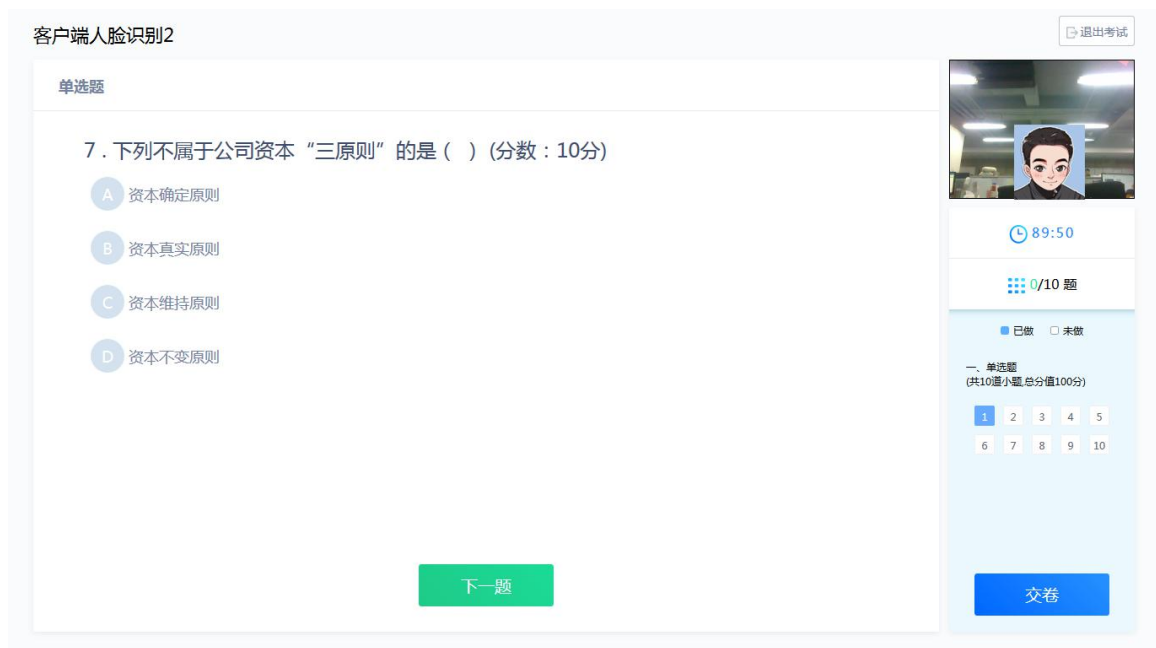 客户端人脸识别2
退出考试
单选题
7 . 下列不属于公司资本“三原则”的是（ ）(分数：10分)
A 资本确定原则
B 资本真实原则
C 资本维持原则
D 资本不变原则
下一题
89:50
0/10 题
已做 未做
一、单选题
(共10道小题,总分值100分)
1 2 3 4 5
6 7 8 9 10
交卷